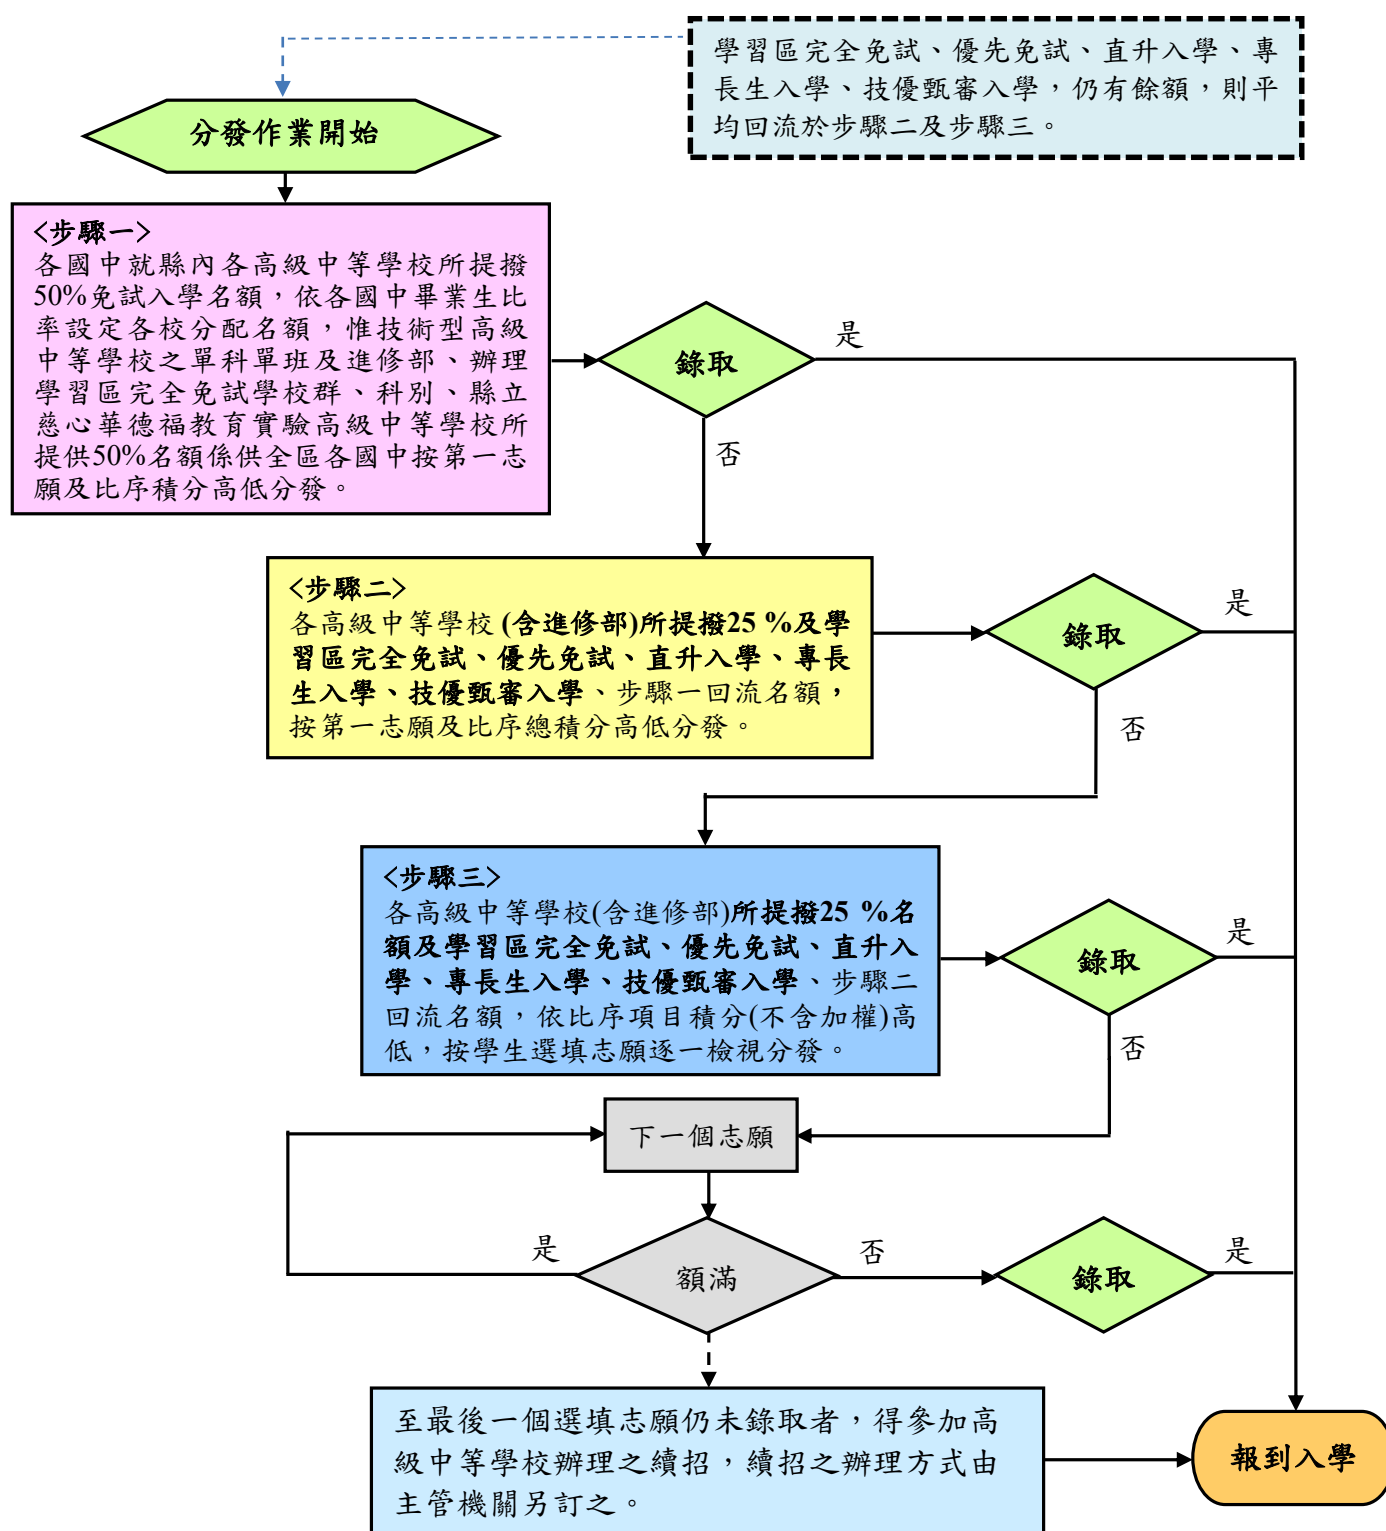 學習區完全免試、優先免試、直升入學、專
長生入學、技優甄審入學，仍有餘額，則平
均回流於步驟二及步驟三。
分發作業開始
<步驟一>
各國中就縣內各高級中等學校所提撥
50%免試入學名額，依各國中畢業生比
率設定各校分配名額，惟技術型高級
中等學校之單科單班及進修部、辦理
學習區完全免試學校群、科別、縣立
慈心華德福教育實驗高級中等學校所
提供50%名額係供全區各國中按第一志
願及比序積分高低分發。
錄取
是
否
<步驟二>
各高級中等學校 (含進修部)所提撥25 %及學
習區完全免試、優先免試、直升入學、專長
生入學、技優甄審入學、步驟一回流名額，
按第一志願及比序總積分高低分發。
錄取
是
否
<步驟三>
各高級中等學校(含進修部)所提撥25 %名
額及學習區完全免試、優先免試、直升入
學、專長生入學、技優甄審入學、步驟二
回流名額，依比序項目積分(不含加權)高
低，按學生選填志願逐一檢視分發。
錄取
是
否
下一個志願
是
額滿
否
錄取
是
至最後一個選填志願仍未錄取者，得參加高
級中等學校辦理之續招，續招之辦理方式由
主管機關另訂之。
報到入學